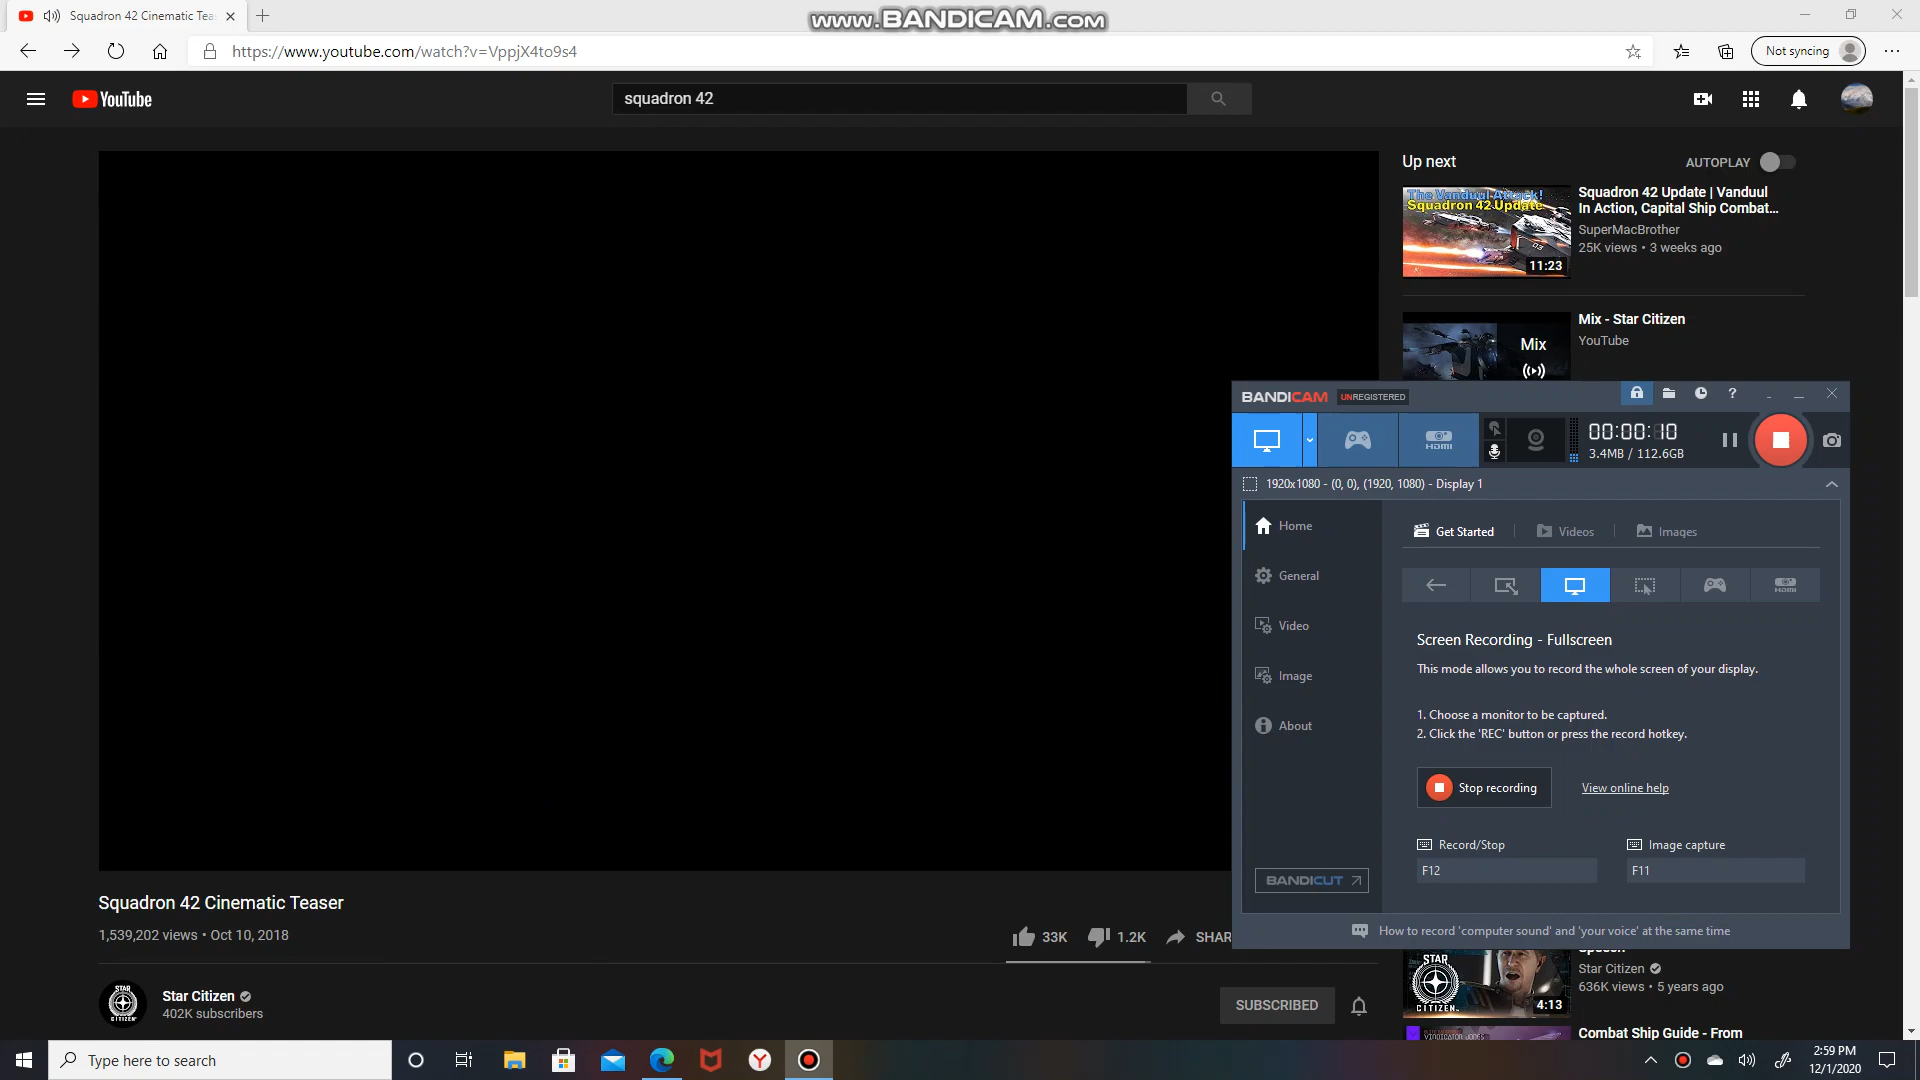 Squadron 42 Cinematic Tea
www.BANDICAM.com
https://www.youtube.com/watch?v=VppjX4to9s4
Not syncing
YouTube
squadron 42
Up next
AUTOPLAY
The Vanduul Attack!
Squadron 42 Update
11:23
Squadron 42 Update | Vanduul
In Action, Capital Ship Combat...
SuperMacBrother
25K views • 3 weeks ago
Mix
Mix - Star Citizen
YouTube
BANDICAM UNREGISTERED
HDMI
00:00:10
3.4MB / 112.6GB
1920x1080 - (0, 0), (1920, 1080) - Display 1
Home
General
Video
Image
About
BANDICUT
Get Started
Videos
Images
HDMI
Screen Recording - Fullscreen
This mode allows you to record the whole screen of your display.
1. Choose a monitor to be captured.
2. Click the 'REC' button or press the record hotkey.
Stop recording
View online help
Record/Stop
Image capture
F12
F11
How to record 'computer sound' and 'your voice' at the same time
Squadron 42 Cinematic Teaser
1,539,202 views • Oct 10, 2018
33K
1.2K
SHAR
STAR
CITIZEN
Star Citizen
402K subscribers
SUBSCRIBED
STAR
CITIZEN
4:13
Star Citizen
636K views • 5 years ago
Combat Ship Guide - From
Type here to search
2:59 PM
12/1/2020